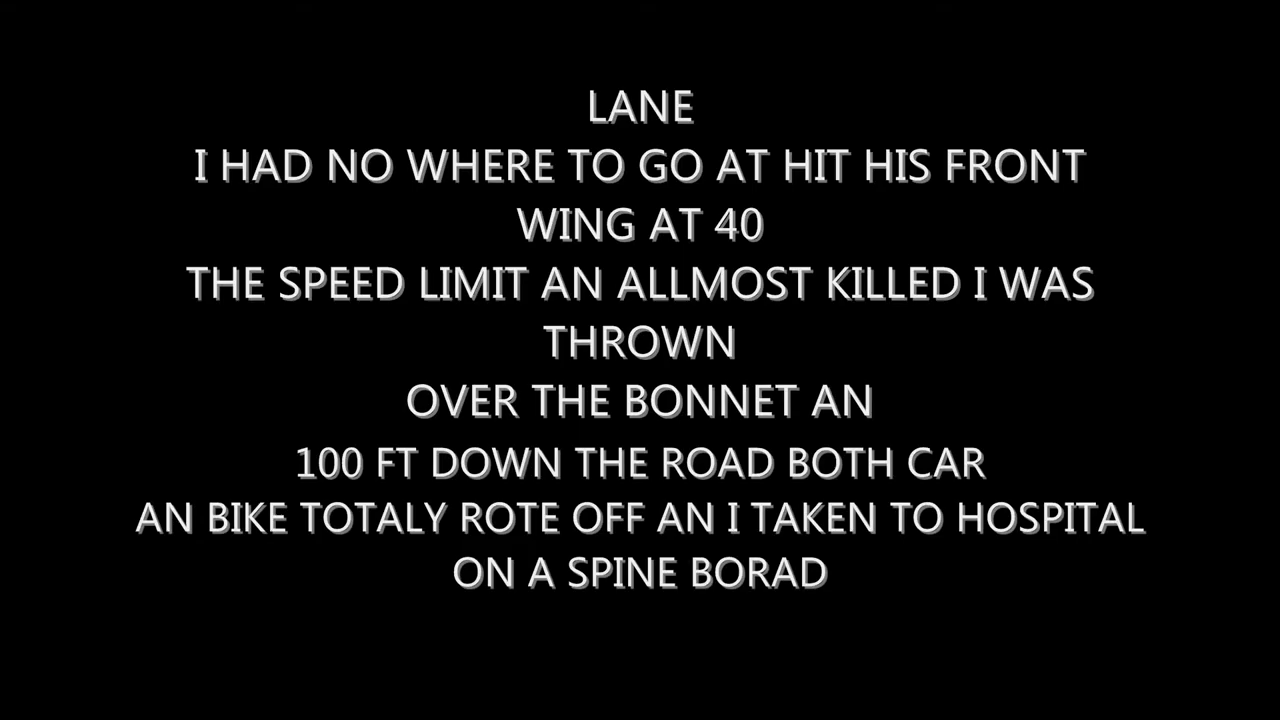 LANE
I HAD NO WHERE TO GO AT HIT HIS FRONT
WING AT 40
THE SPEED LIMIT AN ALLMOST KILLED I WAS
THROWN
OVER THE BONNET AN
100 FT DOWN THE ROAD BOTH CAR
AN BIKE TOTALY ROTE OFF AN I TAKEN TO HOSPITAL
ON A SPINE BORAD